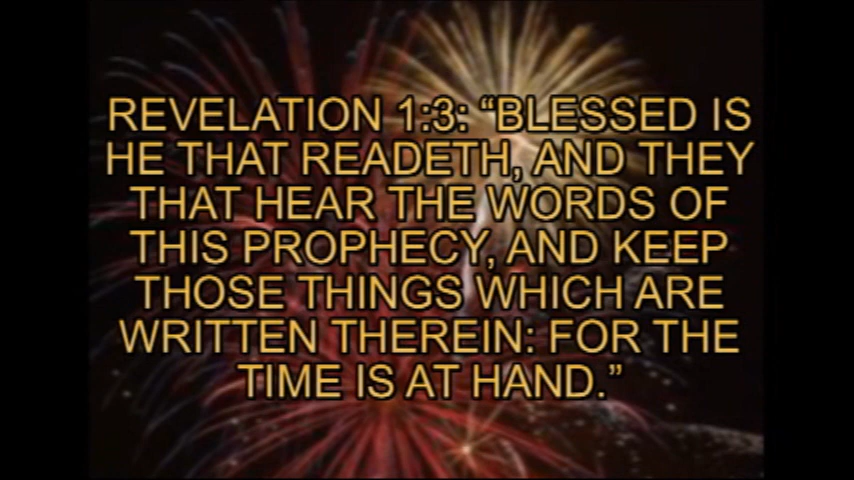 REVELATION 1:3: “BLESSED IS
HE THAT READETH, AND THEY
THAT HEAR THE WORDS OF
THIS PROPHECY, AND KEEP
THOSE THINGS WHICH ARE
WRITTEN THEREIN: FOR THE
TIME IS AT HAND.”